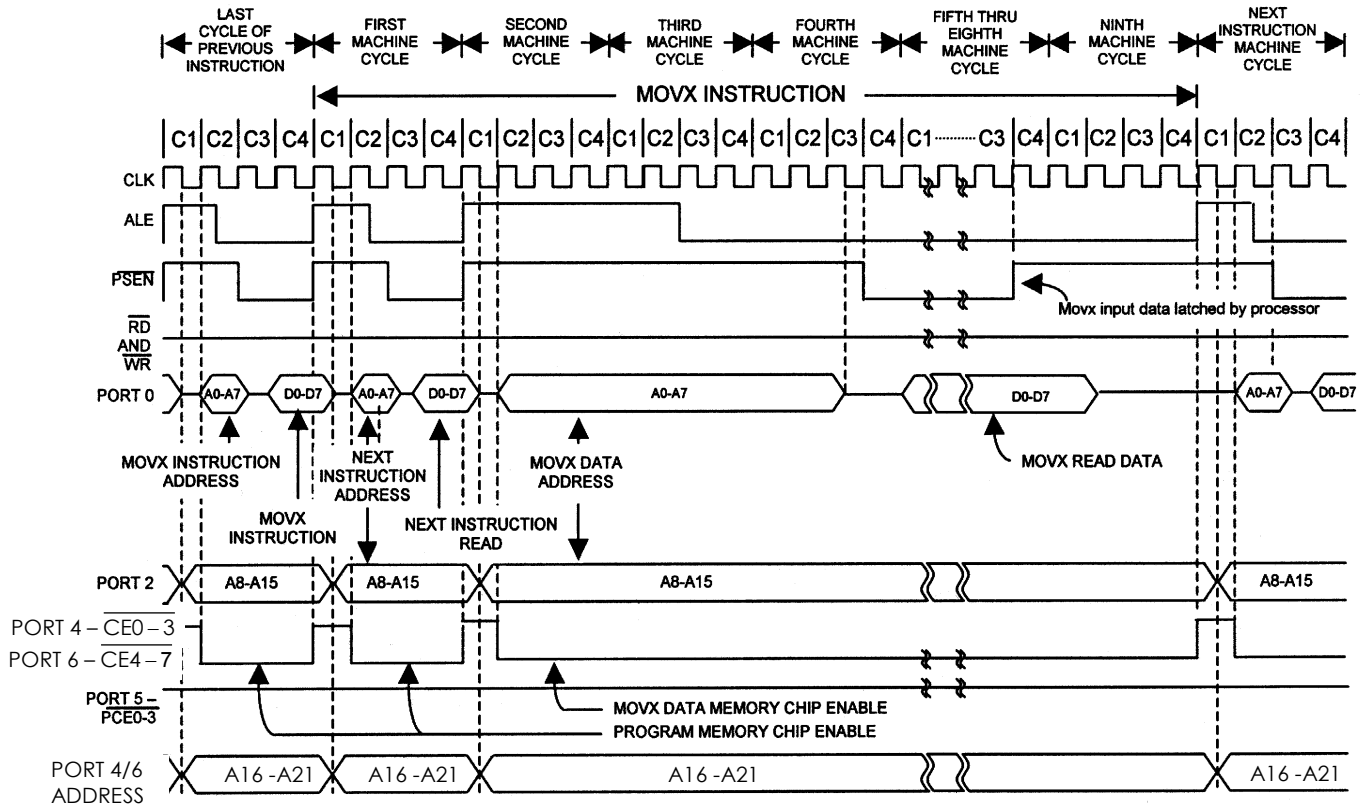 LAST
CYCLE OF
PREVIOUS
INSTRUCTION
FIRST
MACHINE
CYCLE
SECOND
MACHINE
CYCLE
THIRD
MACHINE
CYCLE
FOURTH
MACHINE
CYCLE
FIFTH THRU
EIGHTH
MACHINE
CYCLE
NINTH
MACHINE
CYCLE
NEXT
INSTRUCTION
MACHINE
CYCLE
MOVX INSTRUCTION
C1 C2 C3 C4 C1 C2 C3 C4 C1 C2 C3 C4 C1 C2 C3 C4 C1 C2 C3 C4 C1 .......... C3 C4 C1 C2 C3 C4 C1 C2 C3 C4
CLK
ALE
PSEN
Movx input data latched by processor
RD
AND
WR
PORT 0 A0-A7 D0-D7 A0-A7 D0-D7 A0-A7 D0-D7 A0-A7 D0-D7
MOVX INSTRUCTION
ADDRESS
NEXT
INSTRUCTION
ADDRESS
MOVX DATA
ADDRESS
MOVX READ DATA
MOVX
INSTRUCTION
NEXT INSTRUCTION
READ
PORT 2 A8-A15 A8-A15 A8-A15 A8-A15
PORT 4 – CE0 – 3
PORT 6 – CE4 – 7
PORT 5 –
PCE0-3
MOVX DATA MEMORY CHIP ENABLE
PROGRAM MEMORY CHIP ENABLE
PORT 4/6
ADDRESS
A16 -A21 A16 -A21 A16 -A21 A16 -A21